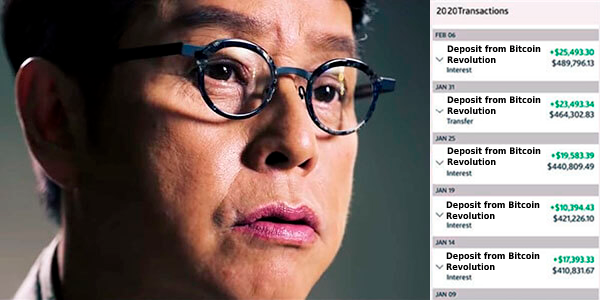 2020Transactions
FEB 06
Deposit from Bitcoin
Revolution
Interest
+$25,493.30
$489,796.13
JAN 31
Deposit from Bitcoin
Revolution
Transfer
+$23,493.34
$464,302.83
JAN 25
Deposit from Bitcoin
Revolution
Interest
+$19,583.39
$440,809.49
JAN 19
Deposit from Bitcoin
Revolution
Interest
+$10,394.43
$421,226.10
JAN 14
Deposit from Bitcoin
Revolution
Interest
+$17,393.33
$410,831.67
JAN 09